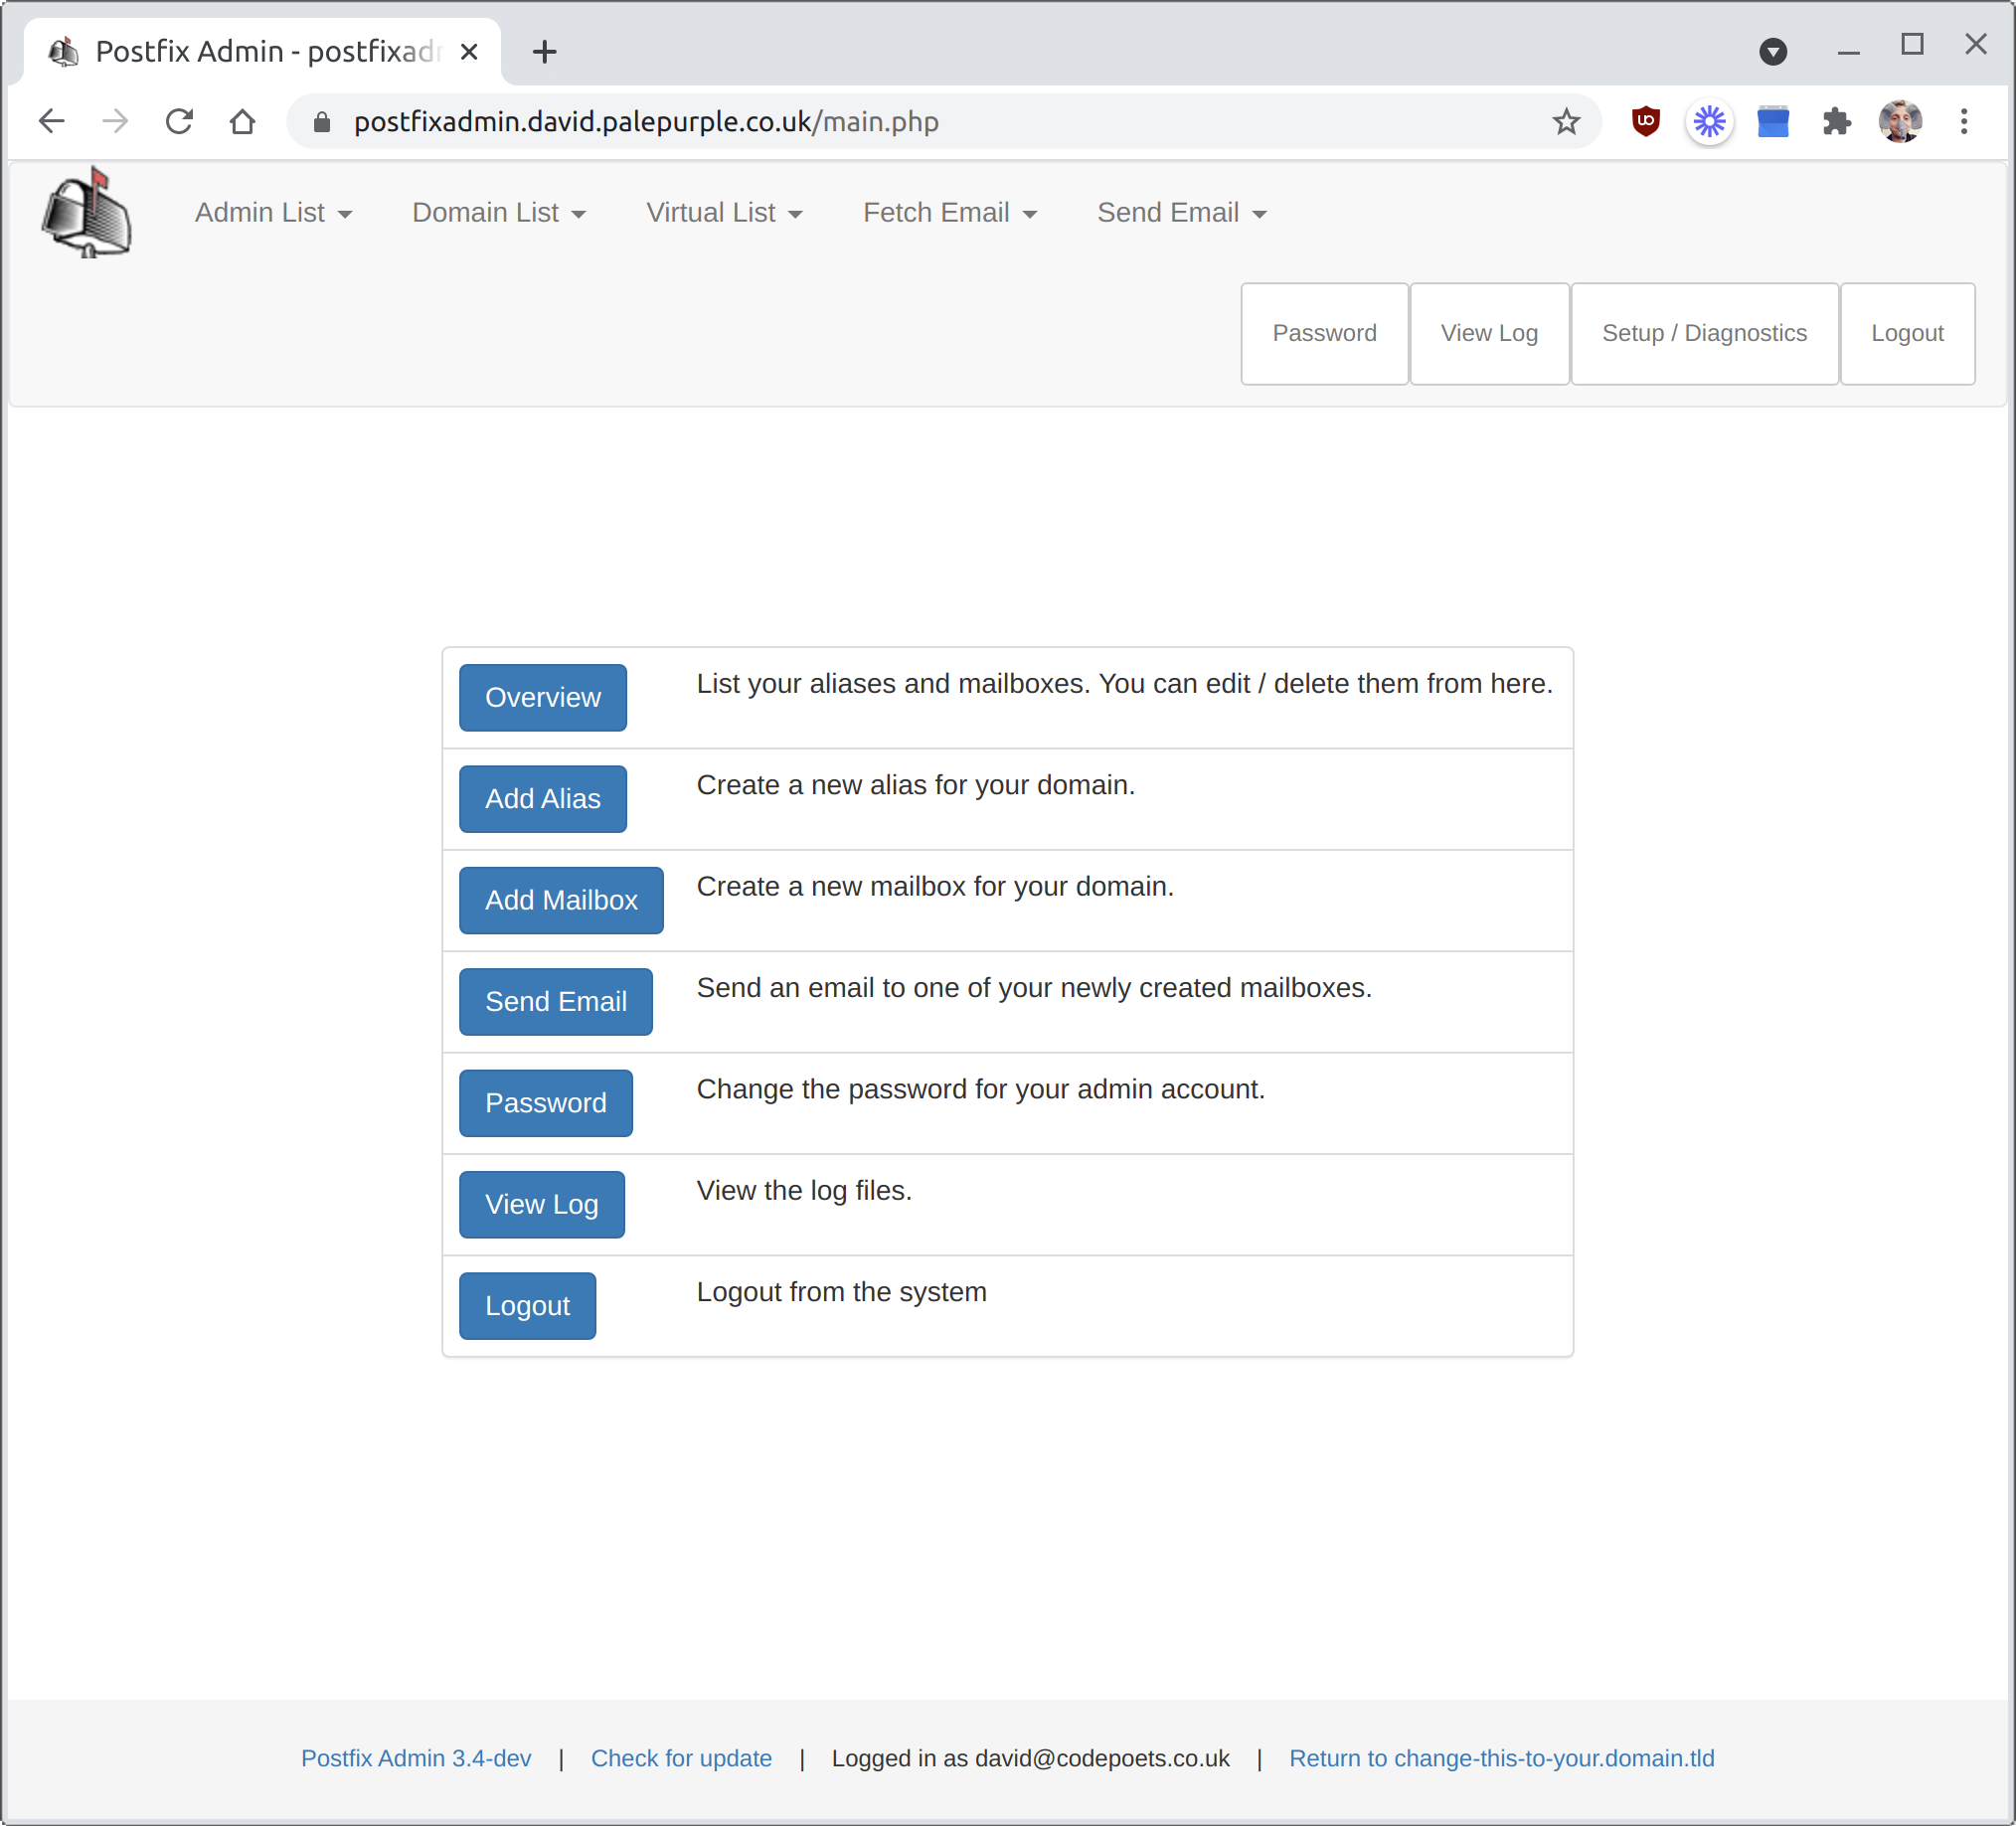 Postfix Admin - postfixadm
postfixadmin.david.palepurple.co.uk/main.php
Admin List Domain List Virtual List Fetch Email Send Email
Password View Log Setup / Diagnostics Logout
Overview List your aliases and mailboxes. You can edit / delete them from here.
Add Alias Create a new alias for your domain.
Add Mailbox Create a new mailbox for your domain.
Send Email Send an email to one of your newly created mailboxes.
Password Change the password for your admin account.
View Log View the log files.
Logout Logout from the system
Postfix Admin 3.4-dev | Check for update | Logged in as david@codepoets.co.uk | Return to change-this-to-your.domain.tld